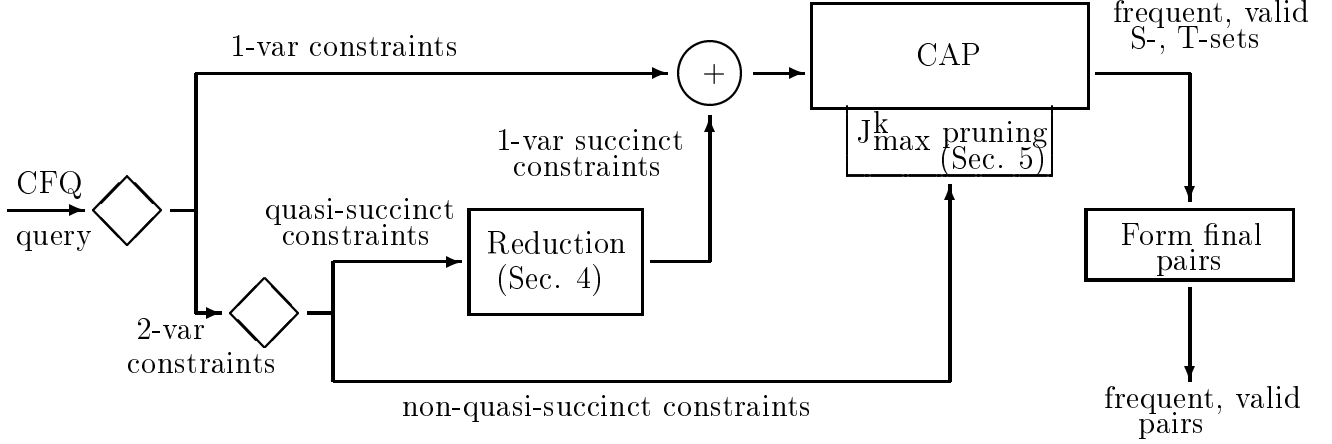 frequent, valid
S-, T-sets
1-var constraints
+
CAP
J^k_max pruning
(Sec. 5)
1-var succinct
constraints
CFQ
query
quasi-succinct
constraints
Reduction
(Sec. 4)
Form final
pairs
2-var
constraints
non-quasi-succinct constraints
frequent, valid
pairs